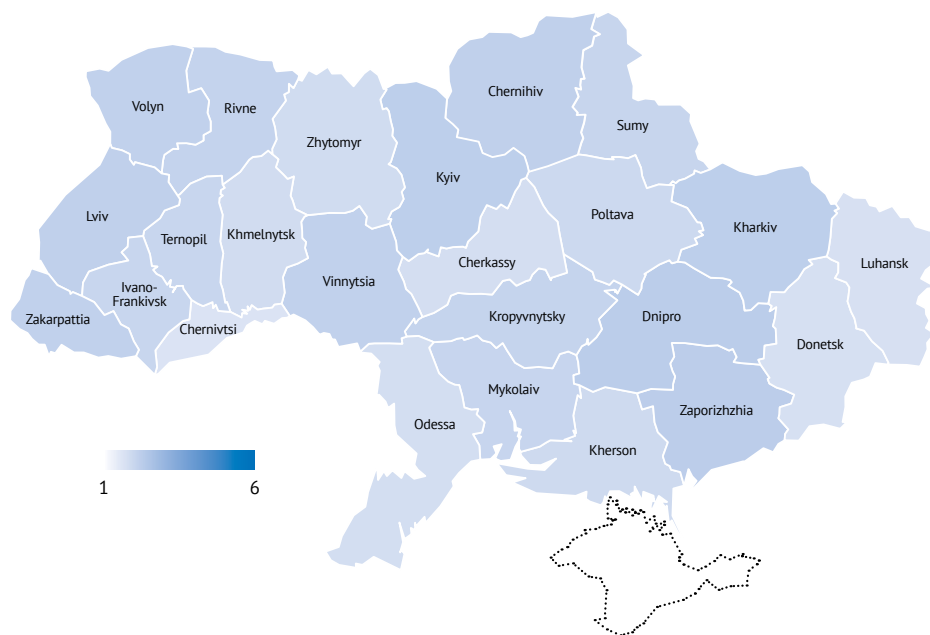 Chernihiv
Volyn
Rivne
Sumy
Zhytomyr
Kyiv
Lviv
Poltava
Kharkiv
Khmelnytsk
Ternopil
Cherkassy
Luhansk
Vinnytsia
Ivano-
Frankivsk
Zakarpattia
Chernivtsi
Kropyvnytsky
Dnipro
Donetsk
Mykolaiv
Zaporizhzhia
Odessa
Kherson
1 6